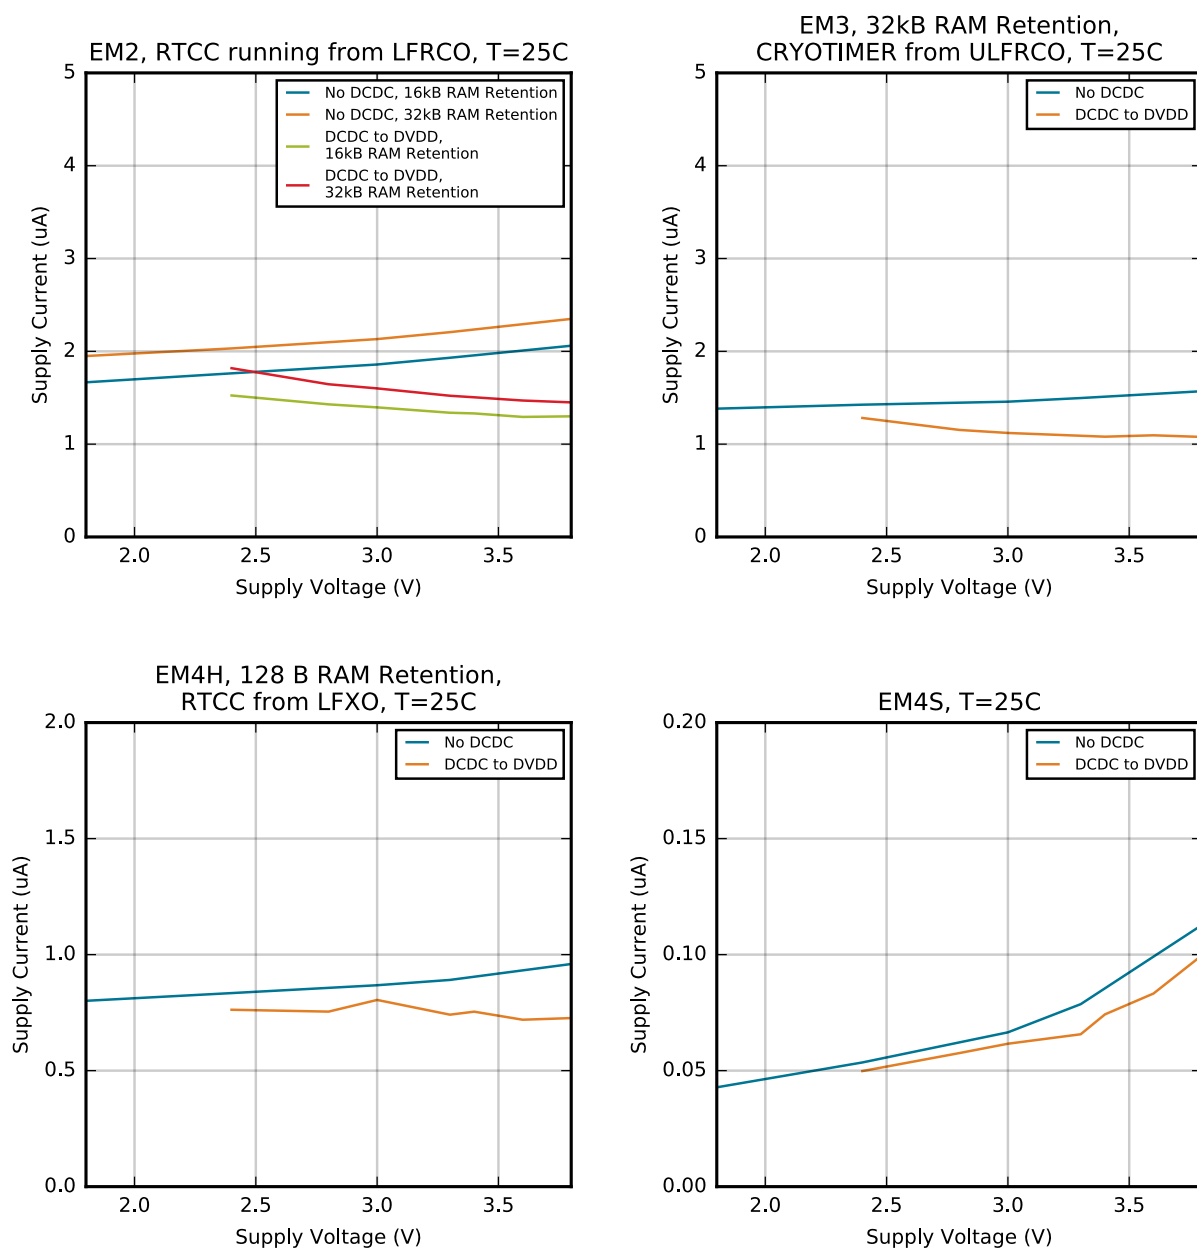 EM2, RTCC running from LFRCO, T=25C
5
4
3
2
1
0
Supply Current (uA)
No DCDC, 16kB RAM Retention
No DCDC, 32kB RAM Retention
DCDC to DVDD,
16kB RAM Retention
DCDC to DVDD,
32kB RAM Retention
2.0 2.5 3.0 3.5
Supply Voltage (V)
EM3, 32kB RAM Retention,
CRYOTIMER from ULFRCO, T=25C
5
4
3
2
1
0
Supply Current (uA)
No DCDC
DCDC to DVDD
2.0 2.5 3.0 3.5
Supply Voltage (V)
EM4H, 128 B RAM Retention,
RTCC from LFXO, T=25C
2.0
1.5
1.0
0.5
0.0
Supply Current (uA)
No DCDC
DCDC to DVDD
2.0 2.5 3.0 3.5
Supply Voltage (V)
EM4S, T=25C
0.20
0.15
0.10
0.05
0.00
Supply Current (uA)
No DCDC
DCDC to DVDD
2.0 2.5 3.0 3.5
Supply Voltage (V)